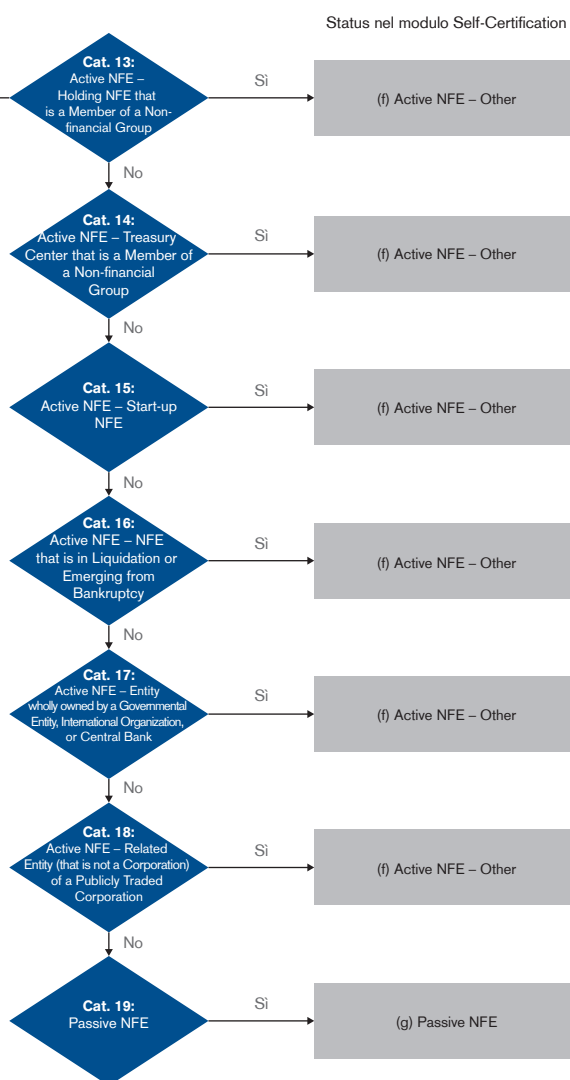 Status nel modulo Self-Certification
Cat. 13:
Active NFE –
Holding NFE that
is a Member of a Non-
financial Group
Sì
(f) Active NFE – Other
No
Cat. 14:
Active NFE – Treasury
Center that is a Member of
a Non-financial
Group
Sì
(f) Active NFE – Other
No
Cat. 15:
Active NFE – Start-up
NFE
Sì
(f) Active NFE – Other
No
Cat. 16:
Active NFE – NFE
that is in Liquidation or
Emerging from
Bankruptcy
Sì
(f) Active NFE – Other
No
Cat. 17:
Active NFE – Entity
wholly owned by a Governmental
Entity, International Organization,
or Central Bank
Sì
(f) Active NFE – Other
No
Cat. 18:
Active NFE – Related
Entity (that is not a Corporation)
of a Publicly Traded
Corporation
Sì
(f) Active NFE – Other
No
Cat. 19:
Passive NFE
Sì
(g) Passive NFE